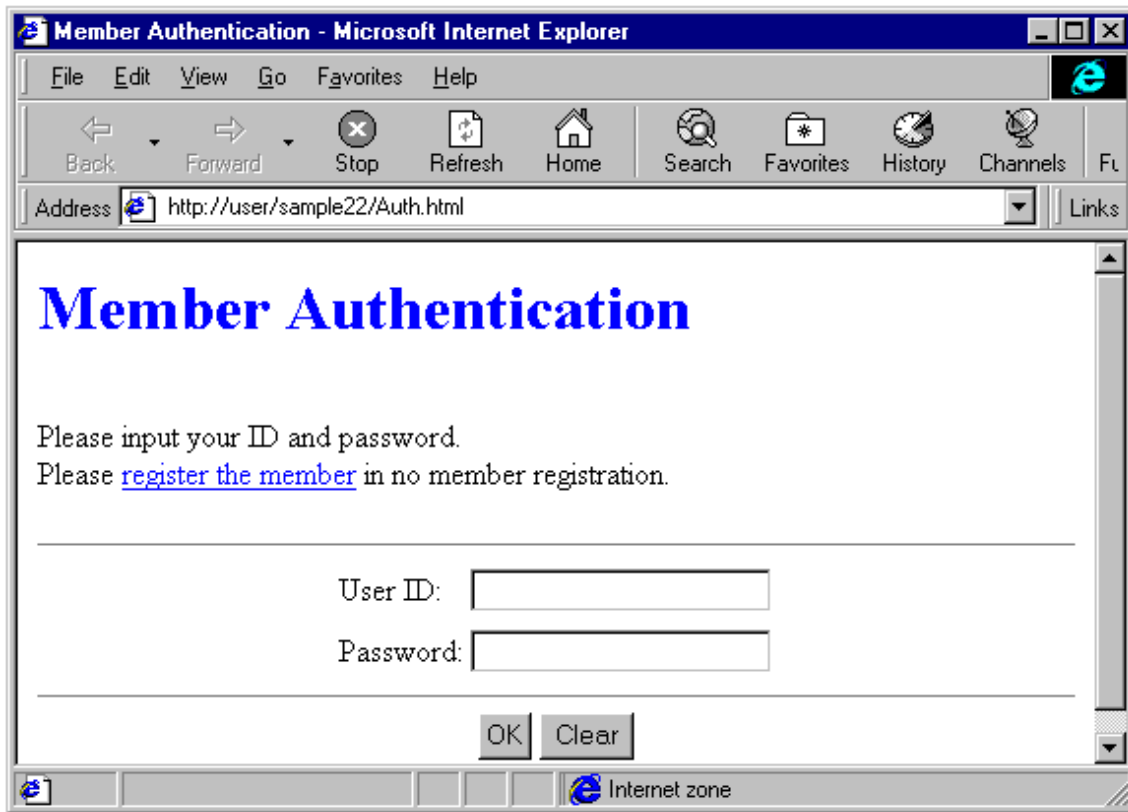 Member Authentication - Microsoft Internet Explorer
File Edit View Go Favorites Help
Back Forward Stop Refresh Home Search Favorites History Channels
Address http://user/sample22/Auth.html Links
Member Authentication
Please input your ID and password.
Please register the member in no member registration.
User ID:
Password:
OK Clear
Internet zone